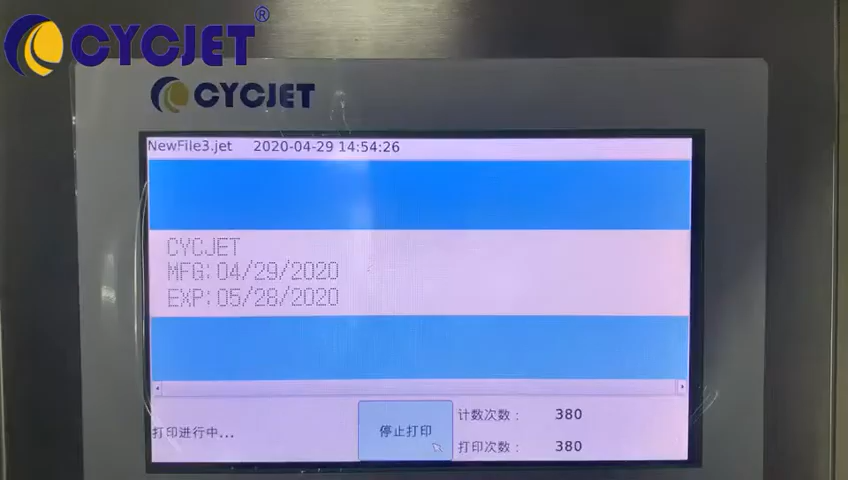 CYCJET®
CYCJET
NewFile3.jet 2020-04-29 14:54:26
CYCJET
MFG:04/29/2020
EXP:05/28/2020
打印进行中...
停止打印
计数次数： 380
打印次数： 380